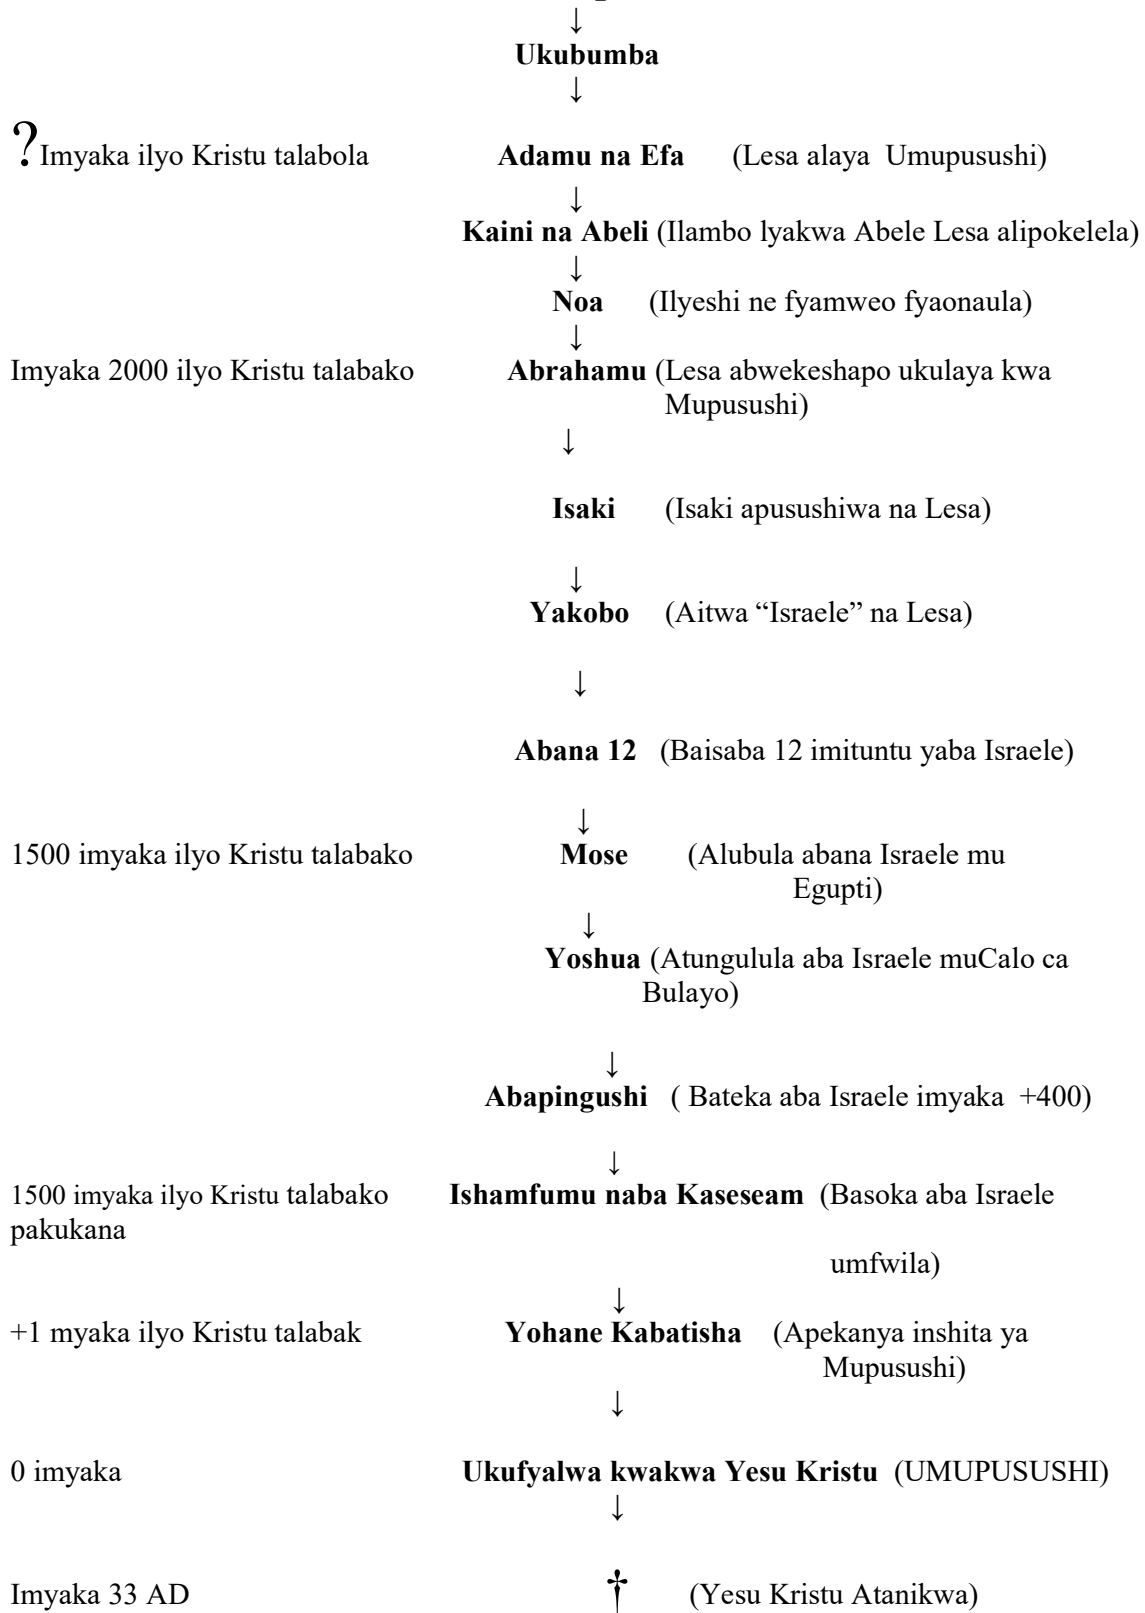 ↓
Ukubumba
↓
?Imyaka ilyo Kristu talabola Adamu na Efa (Lesa alaya Umupusushi)
↓
Kaini na Abeli (Ilambo lyakwa Abele Lesa alipokelela)
↓
Noa (Ilyeshi ne fyamweo fyaonaula)
↓
Imyaka 2000 ilyo Kristu talabako Abrahamu (Lesa abwekeshapo ukulaya kwa
Mupusushi)
↓
Isaki (Isaki apusushiwa na Lesa)
↓
Yakobo (Aitwa “Israele” na Lesa)
↓
Abana 12 (Baisaba 12 imituntu yaba Israele)
↓
1500 imyaka ilyo Kristu talabako Mose (Alubula abana Israele mu
Egupti)
↓
Yoshua (Atungulula aba Israele muCalo ca
Bulayo)
↓
Abapingushi ( Bateka aba Israele imyaka +400)
↓
1500 imyaka ilyo Kristu talabako Ishamfumu naba Kaseseam (Basoka aba Israele
pakukana
umfwila)
↓
+1 myaka ilyo Kristu talabak Yohane Kabatisha (Apekanya inshita ya
Mupusushi)
↓
0 imyaka Ukufyalwa kwakwa Yesu Kristu (UMUPUSUSHI)
↓
Imyaka 33 AD † (Yesu Kristu Atanikwa)